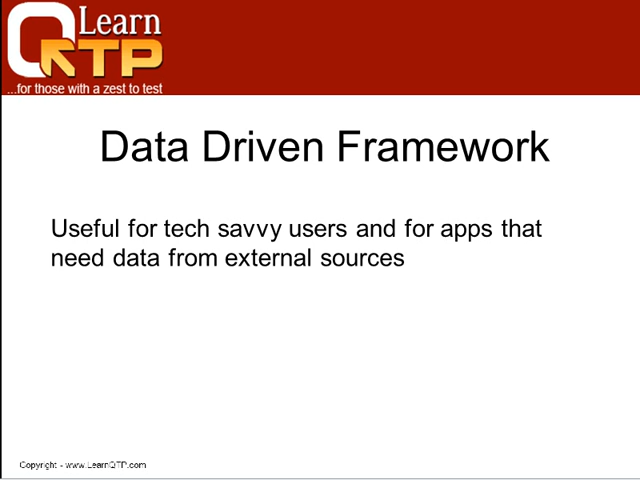 Learn
QTP
...for those with a zest to test
Data Driven Framework
Useful for tech savvy users and for apps that
need data from external sources
Copyright - www.LearnQTP.com